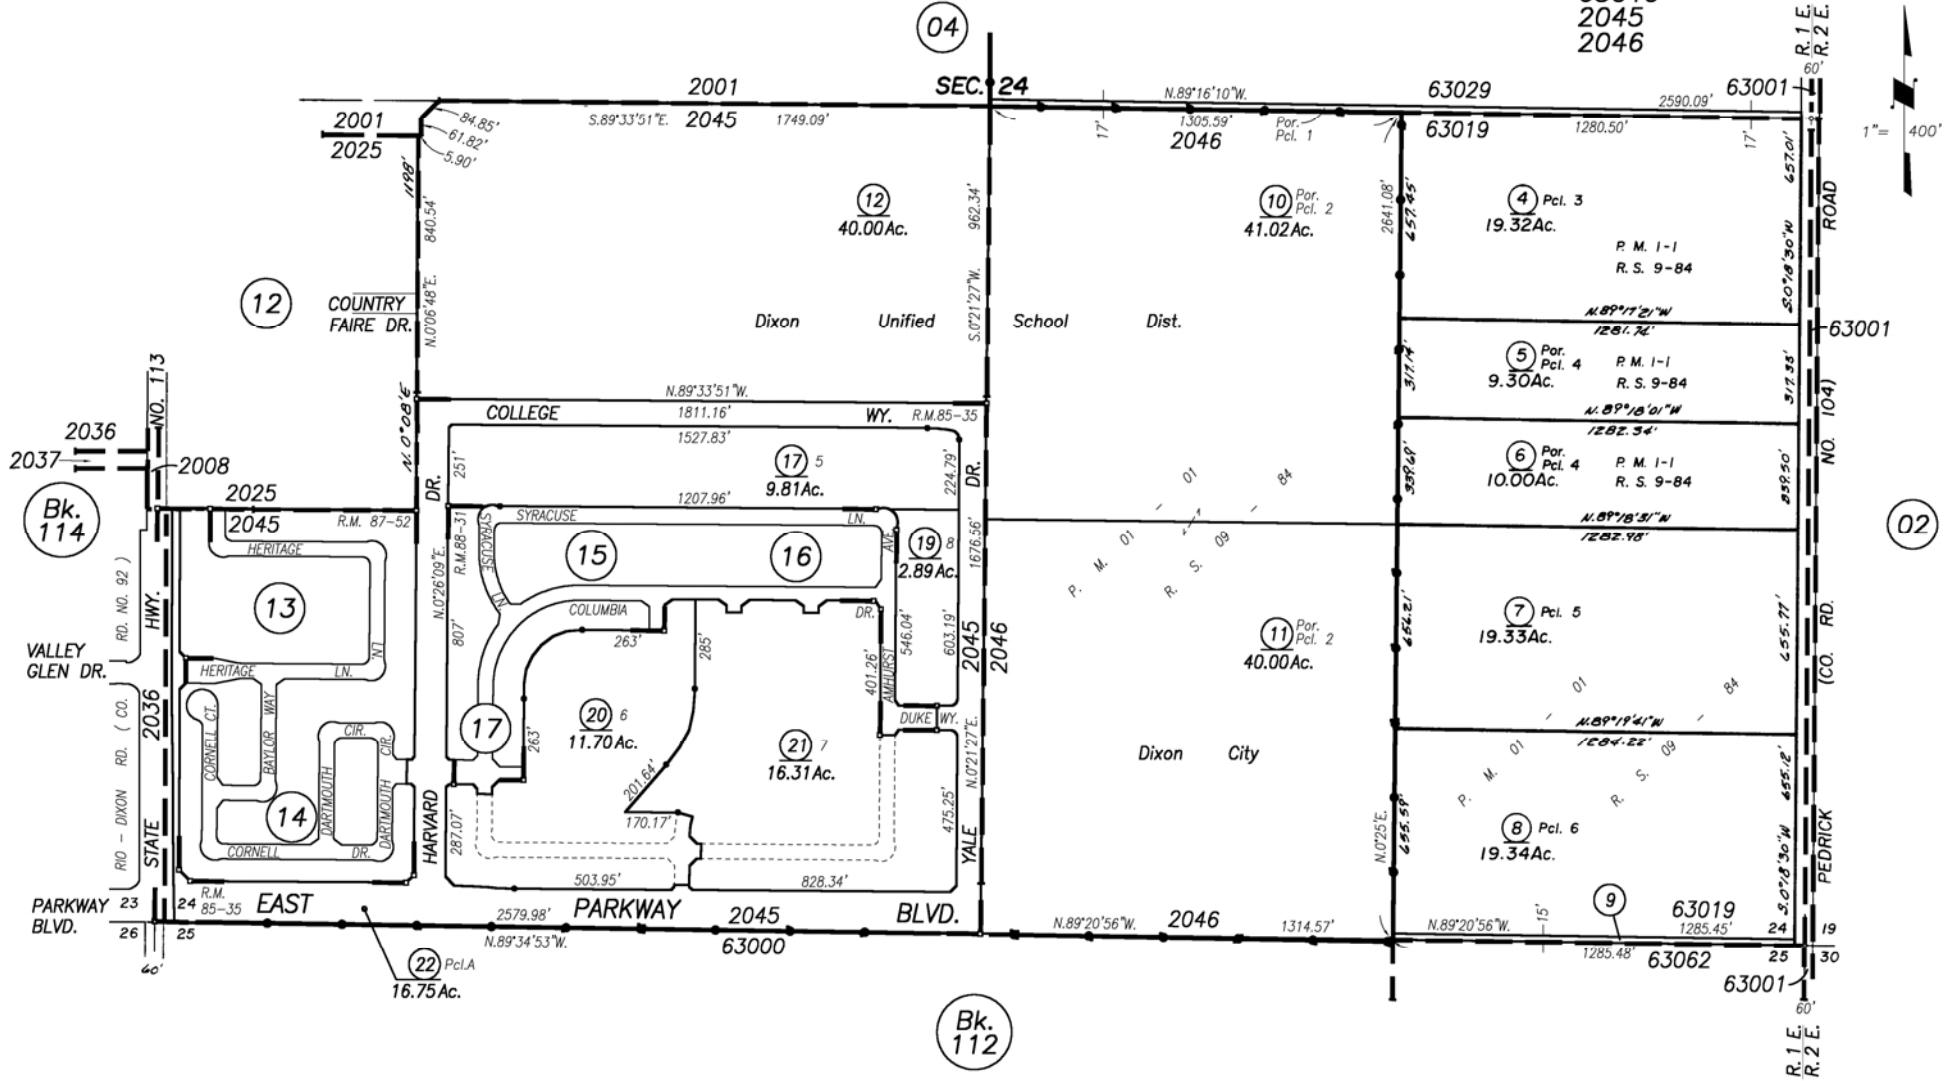 04
2045
2046
R. 1 E.
R. 2 E.
60'
2001
SEC. 24
N.89°16'10"W.
63029
2590.09'
63001
84.85'
2001
S.89°33'51"E.
2045
1749.09'
17'
1305.59'
Por.
Pcl. 1
63019
1280.50'
17'
1"= 400'
61.82'
2025
5.90'
2046
1198'
657.01'
840.54'
12
40.00Ac.
962.34'
10 Por.
Pcl. 2
41.02Ac.
2641.08'
657.45'
4 Pcl. 3
19.32Ac.
ROAD
P. M. 1-1
R. S. 9-84
S.0°18'30"W
12
COUNTRY
FAIRE DR.
N.0°06'48"E.
Dixon Unified School Dist.
S.0°21'27"W.
N.89°17'21"W
1281.74'
63001
317.14'
5 Por.
Pcl. 4
9.30Ac.
P. M. 1-1
R. S. 9-84
317.35'
NO. 113
N. 0°08'E
N.89°33'51"W.
COLLEGE 1811.16' WY. R.M.85-35
N. 89°18'01"W
1282.34'
NO. 104)
2036
2037
2008
1527.83'
DR.
251'
17 5
9.81Ac.
224.79'
DR.
01
84
339.69'
6 Por.
Pcl. 4
10.00Ac.
P. M. 1-1
R. S. 9-84
339.50'
Bk.
114
2025
2045
R.M. 87-52
1207.96'
SYRACUSE LN.
N.89°18'31"W
1282.98'
02
HERITAGE
R.M.88-31
SYRACUSE
LN.
15
16
AVE.
19 8
2.89Ac.
1676.56'
P. M. 01
R. S. 09
RD. NO. 92 )
HWY.
13
N.0°26'09"E.
COLUMBIA
DR.
7 Pcl. 5
19.33Ac.
VALLEY
GLEN DR.
HERITAGE LN.
LN.
807'
263'
285'
401.26'
AMHURST
546.04'
603.19'
2045
2046
11 Por.
Pcl. 2
40.00Ac.
656.21'
655.77'
RD.
(CO.
01
84
2036
CORNELL CT.
BAYLOR WAY
CIR.
CIR.
17
263'
20 6
11.70Ac.
21 7
16.31Ac.
DUKE WY.
N.0°21'27"E.
Dixon City
N.89°19'41"W
1284.22'
P. M. 01
R. S. 09
RIO - DIXON RD. ( CO.
STATE
14
DARTMOUTH
DARTMOUTH
HARVARD
287.07'
201.64'
170.17'
475.25'
YALE
N.0°25'E.
655.59'
8 Pcl. 6
19.34Ac.
655.12'
S.0°18'30"W
PEDRICK
CORNELL DR.
503.95'
828.34'
PARKWAY
BLVD.
23
24
R.M.
85-35
EAST
2579.98'
PARKWAY
2045
BLVD.
N.89°20'56"W.
2046
1314.57'
N.89°20'56"W.
15'
9
63019
1285.45'
24
19
26
25
N.89°34'53"W.
63000
1285.48'
63062
25
30
60'
22 Pcl.A
16.75Ac.
63001
60'
Bk.
112
R. 1 E.
R. 2 E.